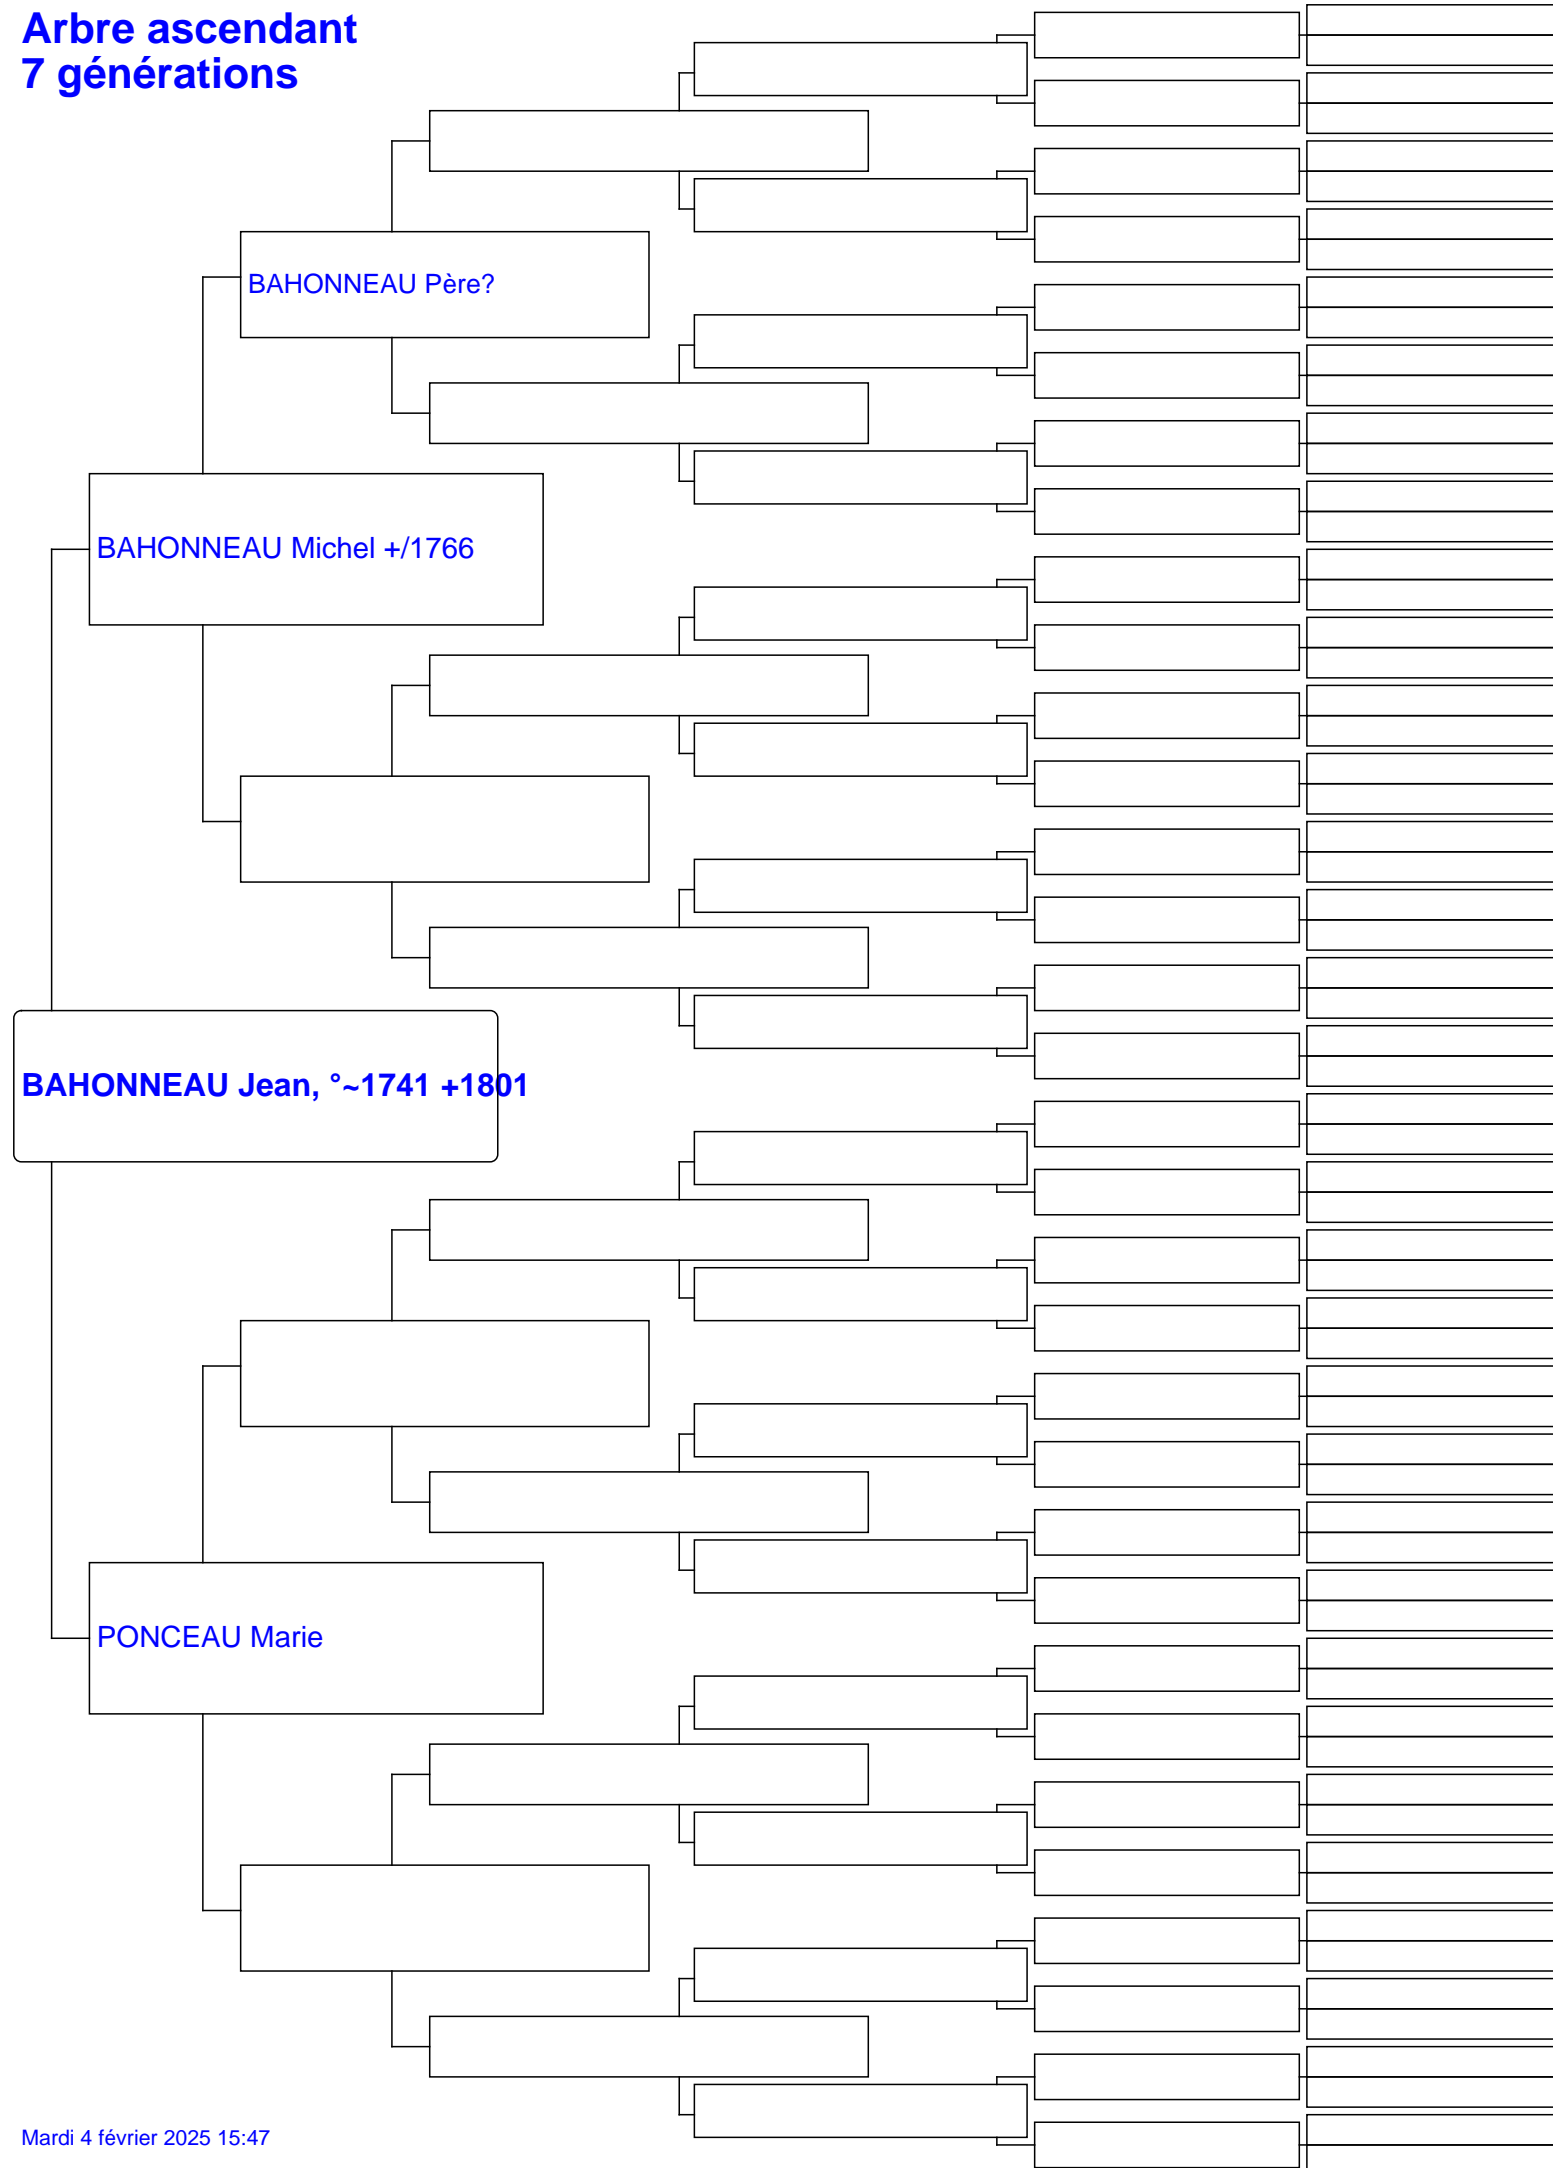 Arbre ascendant
7 générations
BAHONNEAU Père?
BAHONNEAU Michel +/1766
BAHONNEAU Jean, °~1741 +1801
PONCEAU Marie
Mardi 4 février 2025 15:47